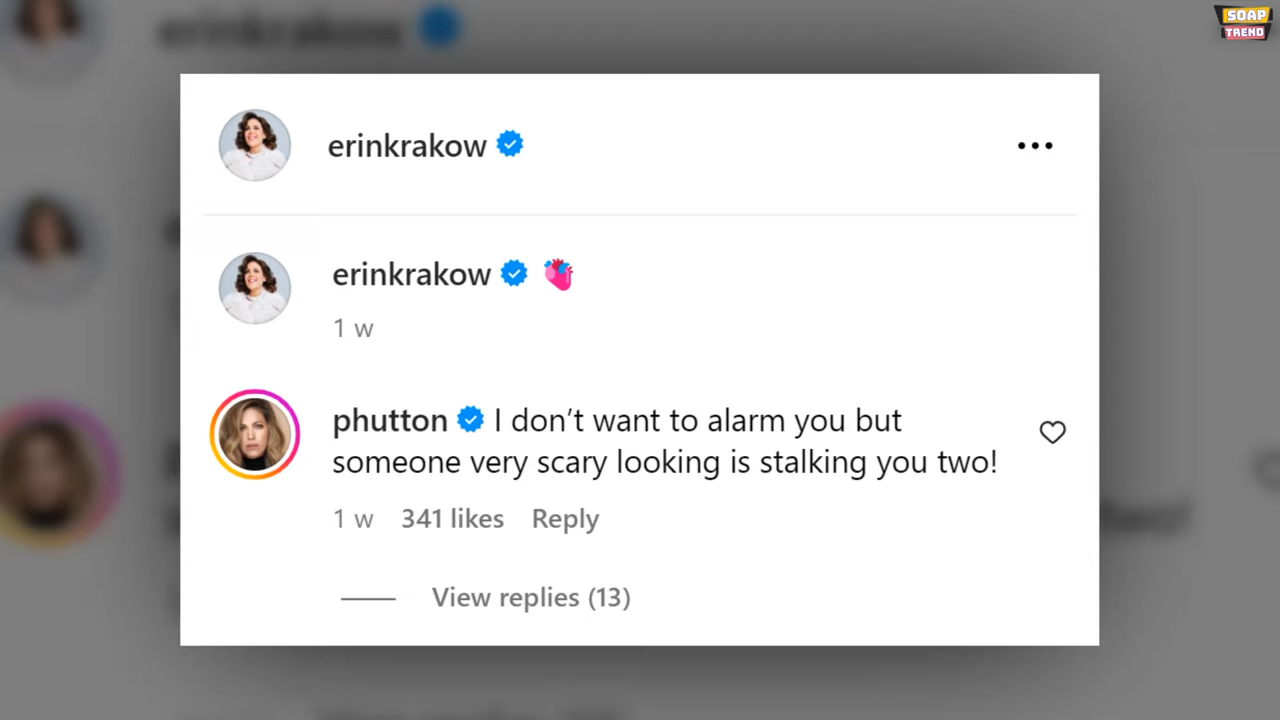 SOAP
TREND
erinkrakow
erinkrakow 🫀
1 w
phutton I don’t want to alarm you but
someone very scary looking is stalking you two!
1 w 341 likes Reply
View replies (13)